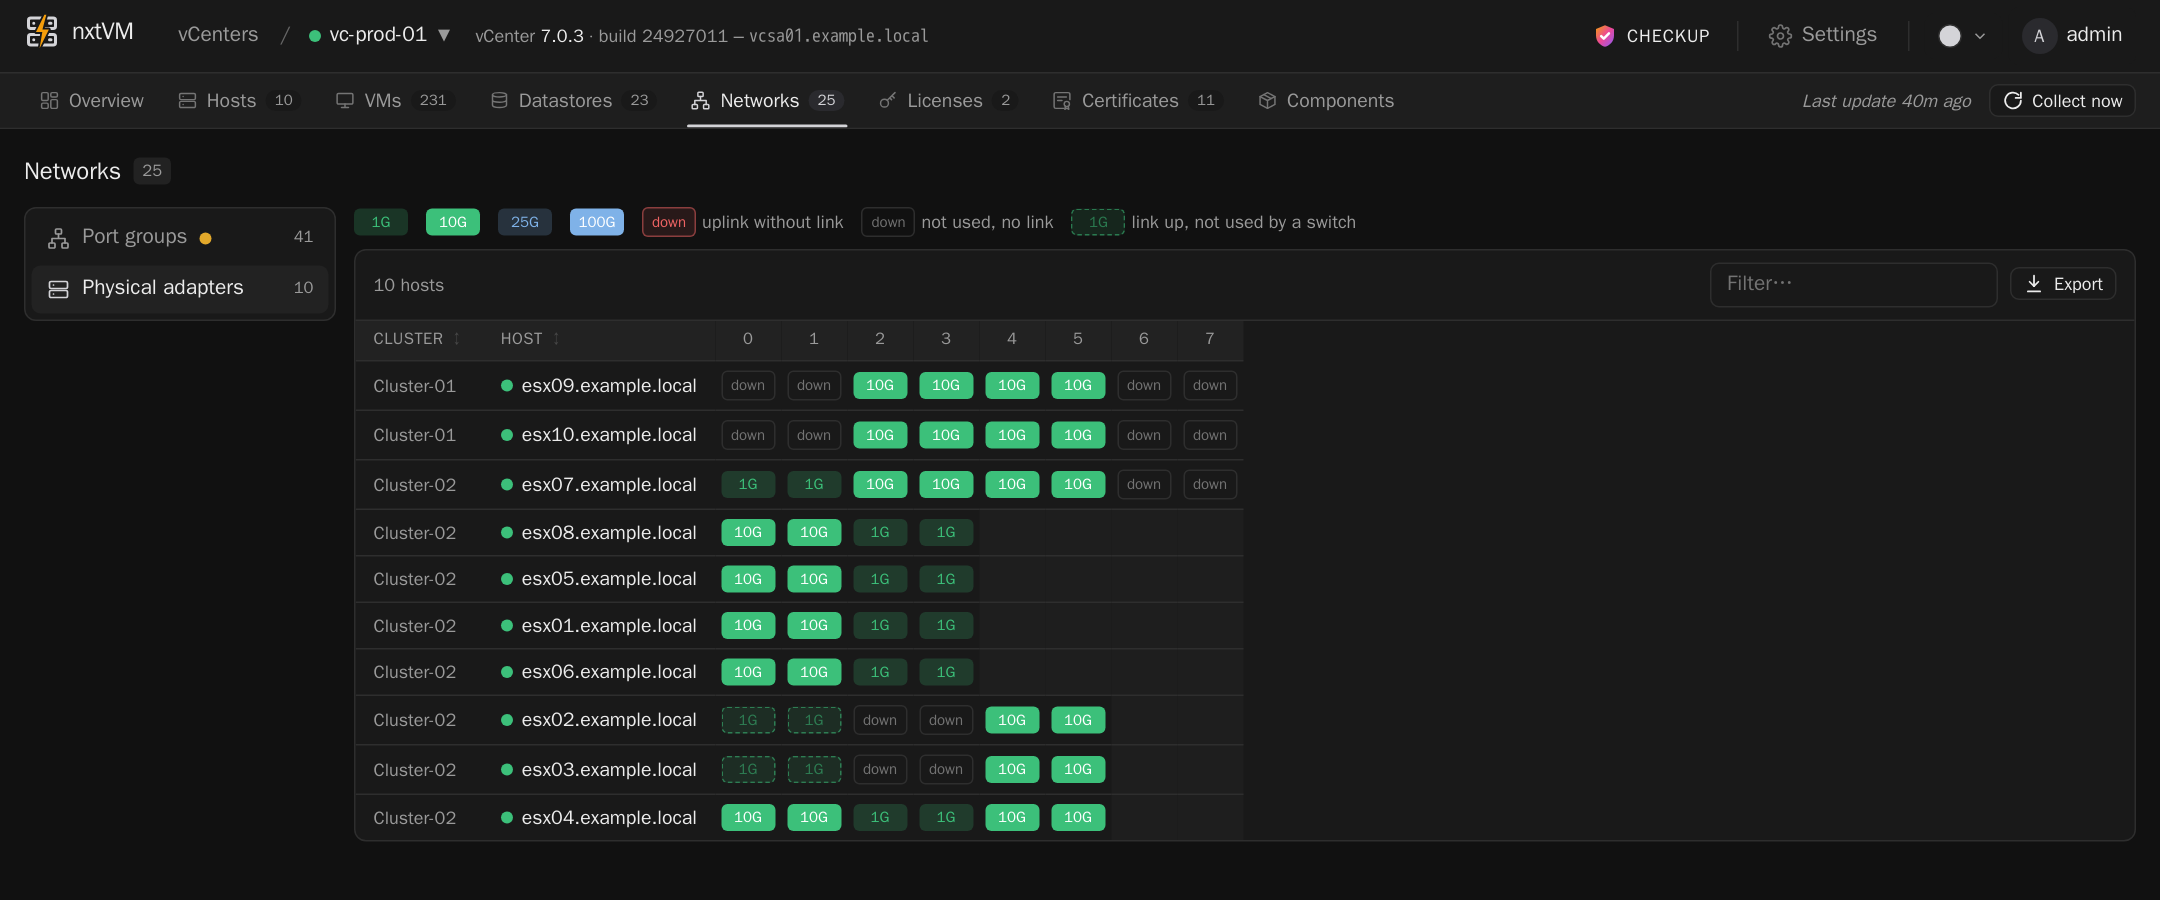 nxtVM vCenters / vc-prod-01 ▼ vCenter 7.0.3 · build 24927011 — vcsa01.example.local CHECKUP Settings A admin
Overview Hosts 10 VMs 231 Datastores 23 Networks 25 Licenses 2 Certificates 11 Components Last update 40m ago Collect now
Networks 25
Port groups 41
Physical adapters 10
1G 10G 25G 100G down uplink without link down not used, no link 1G link up, not used by a switch
10 hosts Filter··· Export
CLUSTER HOST 0 1 2 3 4 5 6 7
Cluster-01 esx09.example.local down down 10G 10G 10G 10G down down
Cluster-01 esx10.example.local down down 10G 10G 10G 10G down down
Cluster-02 esx07.example.local 1G 1G 10G 10G 10G 10G down down
Cluster-02 esx08.example.local 10G 10G 1G 1G
Cluster-02 esx05.example.local 10G 10G 1G 1G
Cluster-02 esx01.example.local 10G 10G 1G 1G
Cluster-02 esx06.example.local 10G 10G 1G 1G
Cluster-02 esx02.example.local 1G 1G down down 10G 10G
Cluster-02 esx03.example.local 1G 1G down down 10G 10G
Cluster-02 esx04.example.local 10G 10G 1G 1G 10G 10G